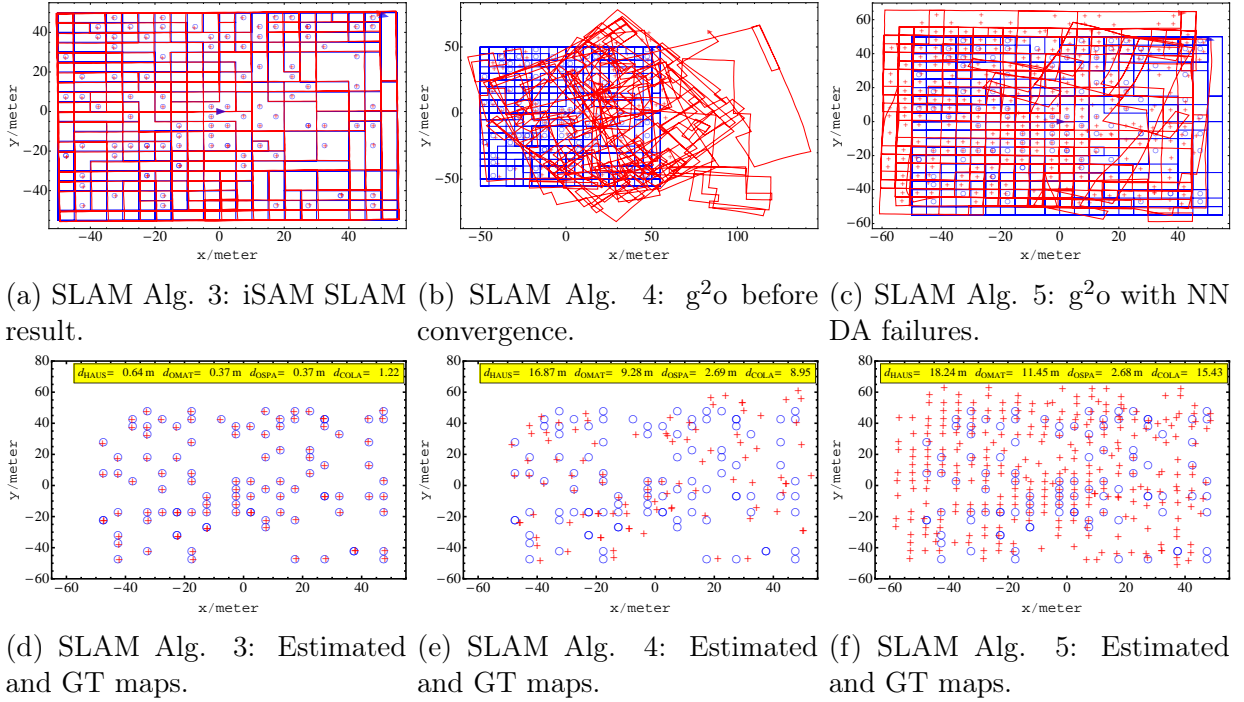 y/meter
40
20
0
−20
−40
−40
−20
0
20
40
x/meter
y/meter
50
0
−50
−50
0
50
100
x/meter
y/meter
60
40
20
0
−20
−40
−60
−60
−40
−20
0
20
40
x/meter
(a) SLAM Alg. 3: iSAM SLAM
result.
(b) SLAM Alg. 4: g²o before
convergence.
(c) SLAM Alg. 5: g²o with NN
DA failures.
d_HAUS= 0.64 m d_OMAT= 0.37 m d_OSPA= 0.37 m d_COLA= 1.22
y/meter
80
60
40
20
0
−20
−40
−60
−60
−40
−20
0
20
40
x/meter
d_HAUS= 16.87 m d_OMAT= 9.28 m d_OSPA= 2.69 m d_COLA= 8.95
y/meter
80
60
40
20
0
−20
−40
−60
−60
−40
−20
0
20
40
x/meter
d_HAUS= 18.24 m d_OMAT= 11.45 m d_OSPA= 2.68 m d_COLA= 15.43
y/meter
80
60
40
20
0
−20
−40
−60
−60
−40
−20
0
20
40
x/meter
(d) SLAM Alg. 3: Estimated
and GT maps.
(e) SLAM Alg. 4: Estimated
and GT maps.
(f) SLAM Alg. 5: Estimated
and GT maps.